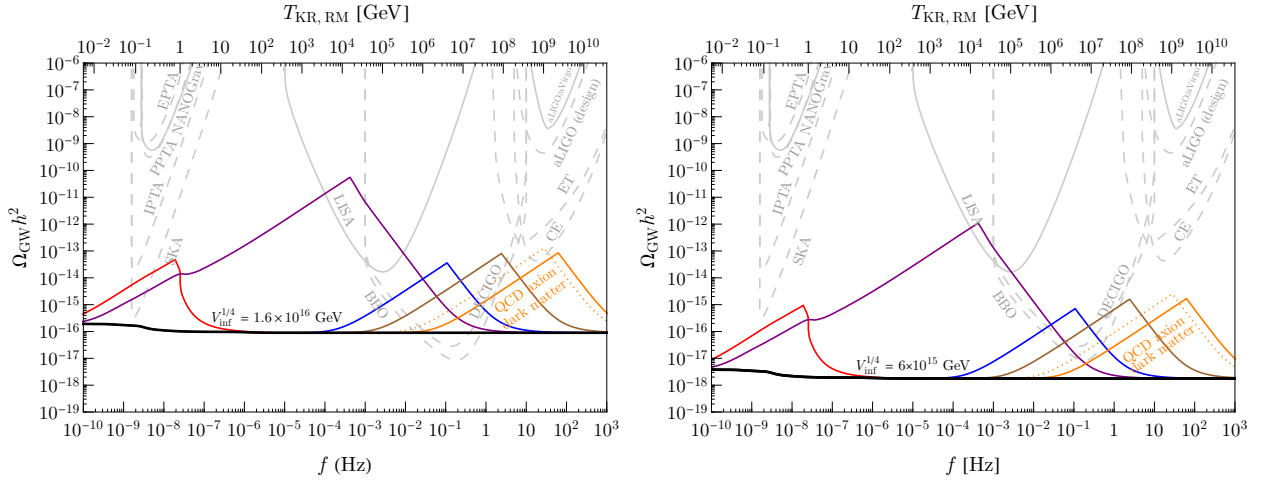 T_KR, RM [GeV]
10^-2 10^-1 1 10 10^2 10^3 10^4 10^5 10^6 10^7 10^8 10^9 10^10
10^-6
10^-7
10^-8
10^-9
10^-10
10^-11
10^-12
10^-13
10^-14
10^-15
10^-16
10^-17
10^-18
10^-19
Ω_GW h^2
EPTA
NANOGrav
PPTA
IPTA
SKA
LISA
BBO
DECIGO
aLIGO/aVirgo
aLIGO (design)
ET
CE
QCD axion
dark matter
V_inf^1/4 = 1.6 × 10^16 GeV
10^-10 10^-9 10^-8 10^-7 10^-6 10^-5 10^-4 10^-3 10^-2 10^-1 1 10 10^2 10^3
f (Hz)
T_KR, RM [GeV]
10^-2 10^-1 1 10 10^2 10^3 10^4 10^5 10^6 10^7 10^8 10^9 10^10
10^-6
10^-7
10^-8
10^-9
10^-10
10^-11
10^-12
10^-13
10^-14
10^-15
10^-16
10^-17
10^-18
10^-19
Ω_GW h^2
EPTA
NANOGrav
PPTA
IPTA
SKA
LISA
BBO
DECIGO
aLIGO/aVirgo
aLIGO (design)
ET
CE
QCD axion
dark matter
V_inf^1/4 = 6×10^15 GeV
10^-10 10^-9 10^-8 10^-7 10^-6 10^-5 10^-4 10^-3 10^-2 10^-1 1 10 10^2 10^3
f [Hz]